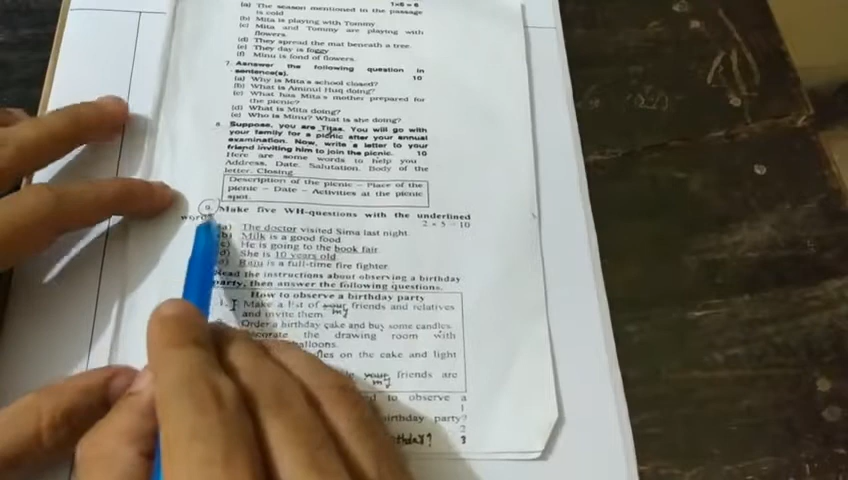 (a) The season mentioned in the passage 1x6 = 6
is cold
(b) Mita is playing with Tommy
(c) Mita and Tommy are playing with
flowers.
(d) They spread the mat beneath a tree.
(e) They day is foggy
(f) Minu is fond of flowers.
7. Aanswer the following question in
sentence(s). 10
(a) Why is Mita's school closed?
(b) What is Aminul Huq doing?
(c) What has Mita's mother prepared for
the picnic?
(d) What is Mita doing?
(e) Who is Minu? What is she doing?
8. Suppose, you are Titas. You will go with
your family for a picnic after your annual
examination. Now, write a letter to your
friend inviting him to join the picnic. 10
Here are some words to help you
Address, Date, Salutation, Body of the
letter, Closing.
Description of the picnic – Place of the
picnic – Date – Activities at the picnic
spot.
9. Make five WH-questions with the underlined
words 2 × 5 = 10
(a) The doctor visited Sima last night.
(b) Milk is a good food.
(c) He is going to the book fair.
(d) She is 10 years old
(e) Raju is a full-time fire fighter.
Read the instructions about observing a birthday
party, then answer the following questions.
How to observe a birthday party
1. Make a list of your friends and relatives
my
and invite them.
Order a birthday cake and buy some candles.
the drawing room with
balloons.
on the cake and light
your friends are
my
to observe a
1
birthday party?
2
3